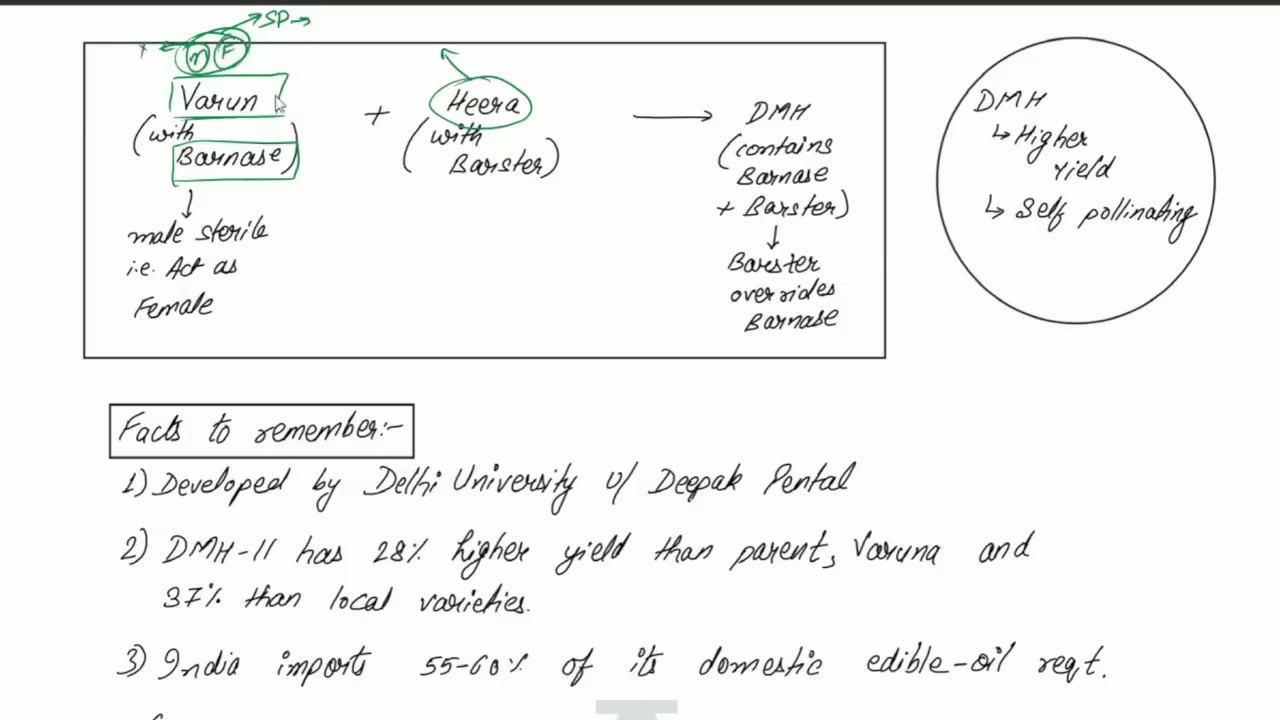 SP→
x
m F
Varun + Heera → DMH
(with Barnase)
(with Barster)
(contains Barnase + Barster)
↓
male sterile
i.e. Act as
Female
↓
Barster
overrides
Barnase
DMH
↳ Higher
yield
↳ Self pollinating
Facts to remember:-
1) Developed by Delhi University o/ Deepak Pental
2) DMH-11 has 28% higher yield than parent, Varuna and
37% than local varieties.
3) India imports 55-60% of its domestic edible-oil reqt.